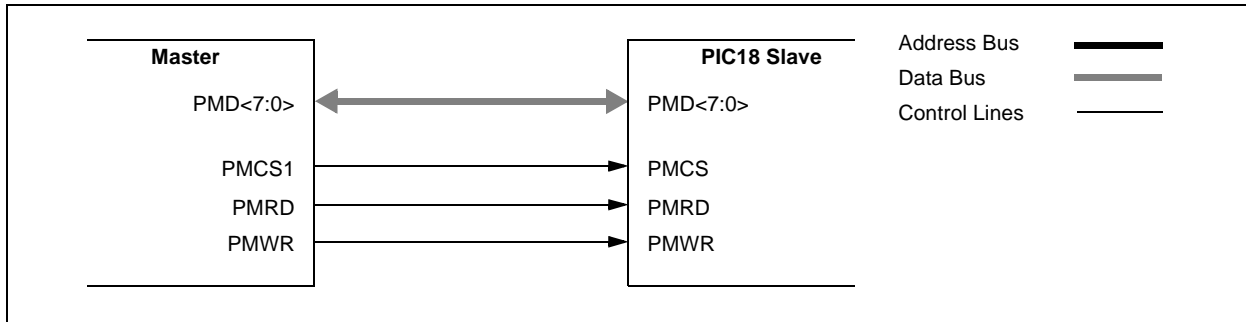 Master
PIC18 Slave
Address Bus
Data Bus
Control Lines
PMD<7:0>
PMD<7:0>
PMCS1
PMCS
PMRD
PMRD
PMWR
PMWR